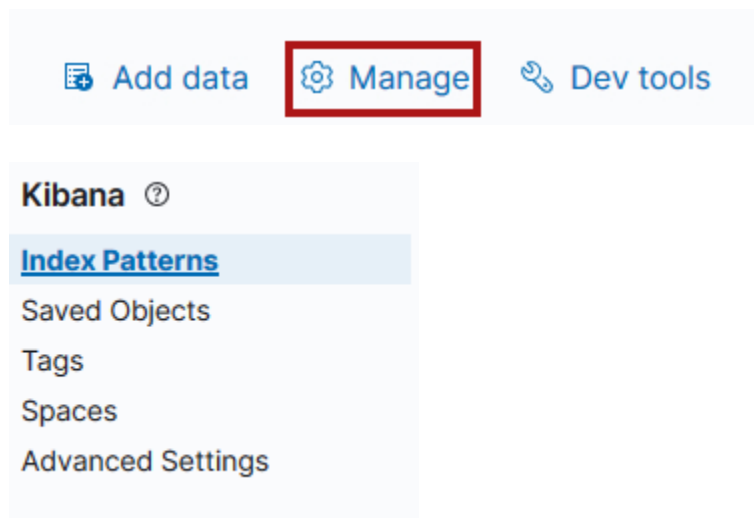 Add data Manage Dev tools
Kibana
Index Patterns
Saved Objects
Tags
Spaces
Advanced Settings